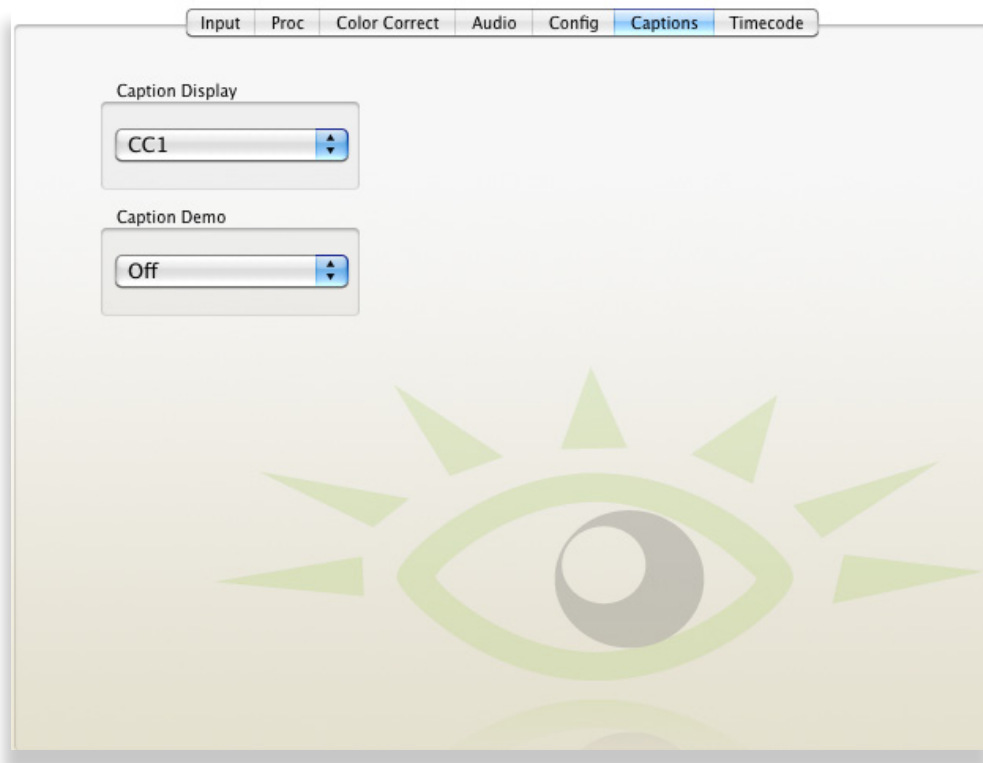 Input Proc Color Correct Audio Config Captions Timecode
Caption Display
CC1
Caption Demo
Off